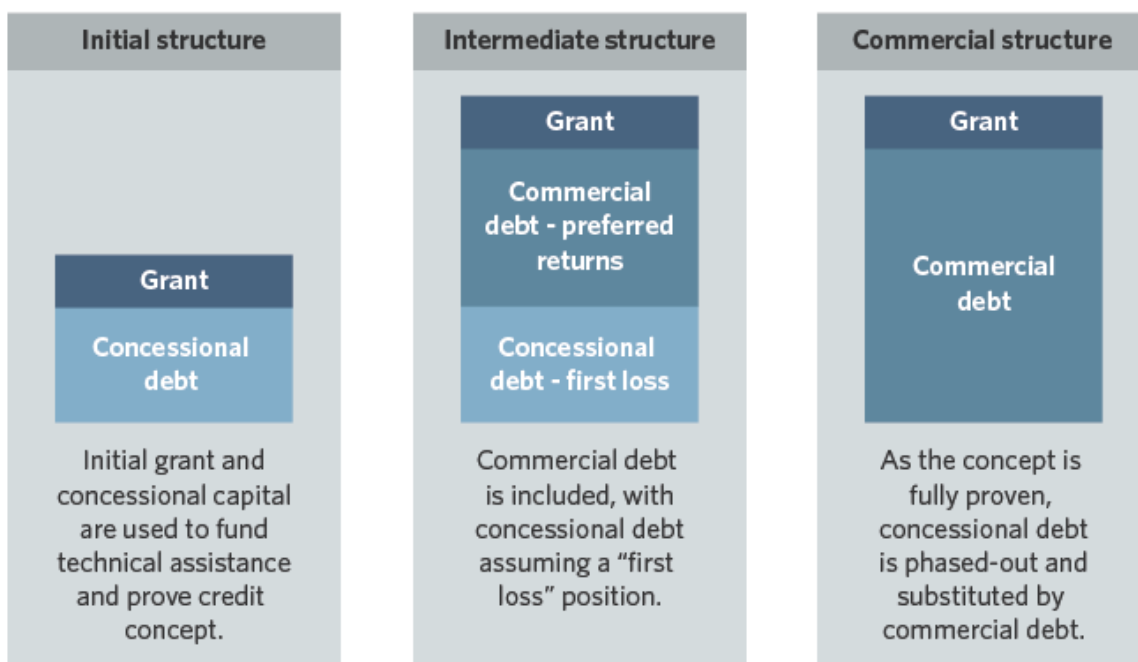 Initial structure
Grant
Concessional
debt
Initial grant and
concessional capital
are used to fund
technical assistance
and prove credit
concept.
Intermediate structure
Grant
Commercial
debt - preferred
returns
Concessional
debt - first loss
Commercial debt
is included, with
concessional debt
assuming a “first
loss” position.
Commercial structure
Grant
Commercial
debt
As the concept is
fully proven,
concessional debt
is phased-out and
substituted by
commercial debt.